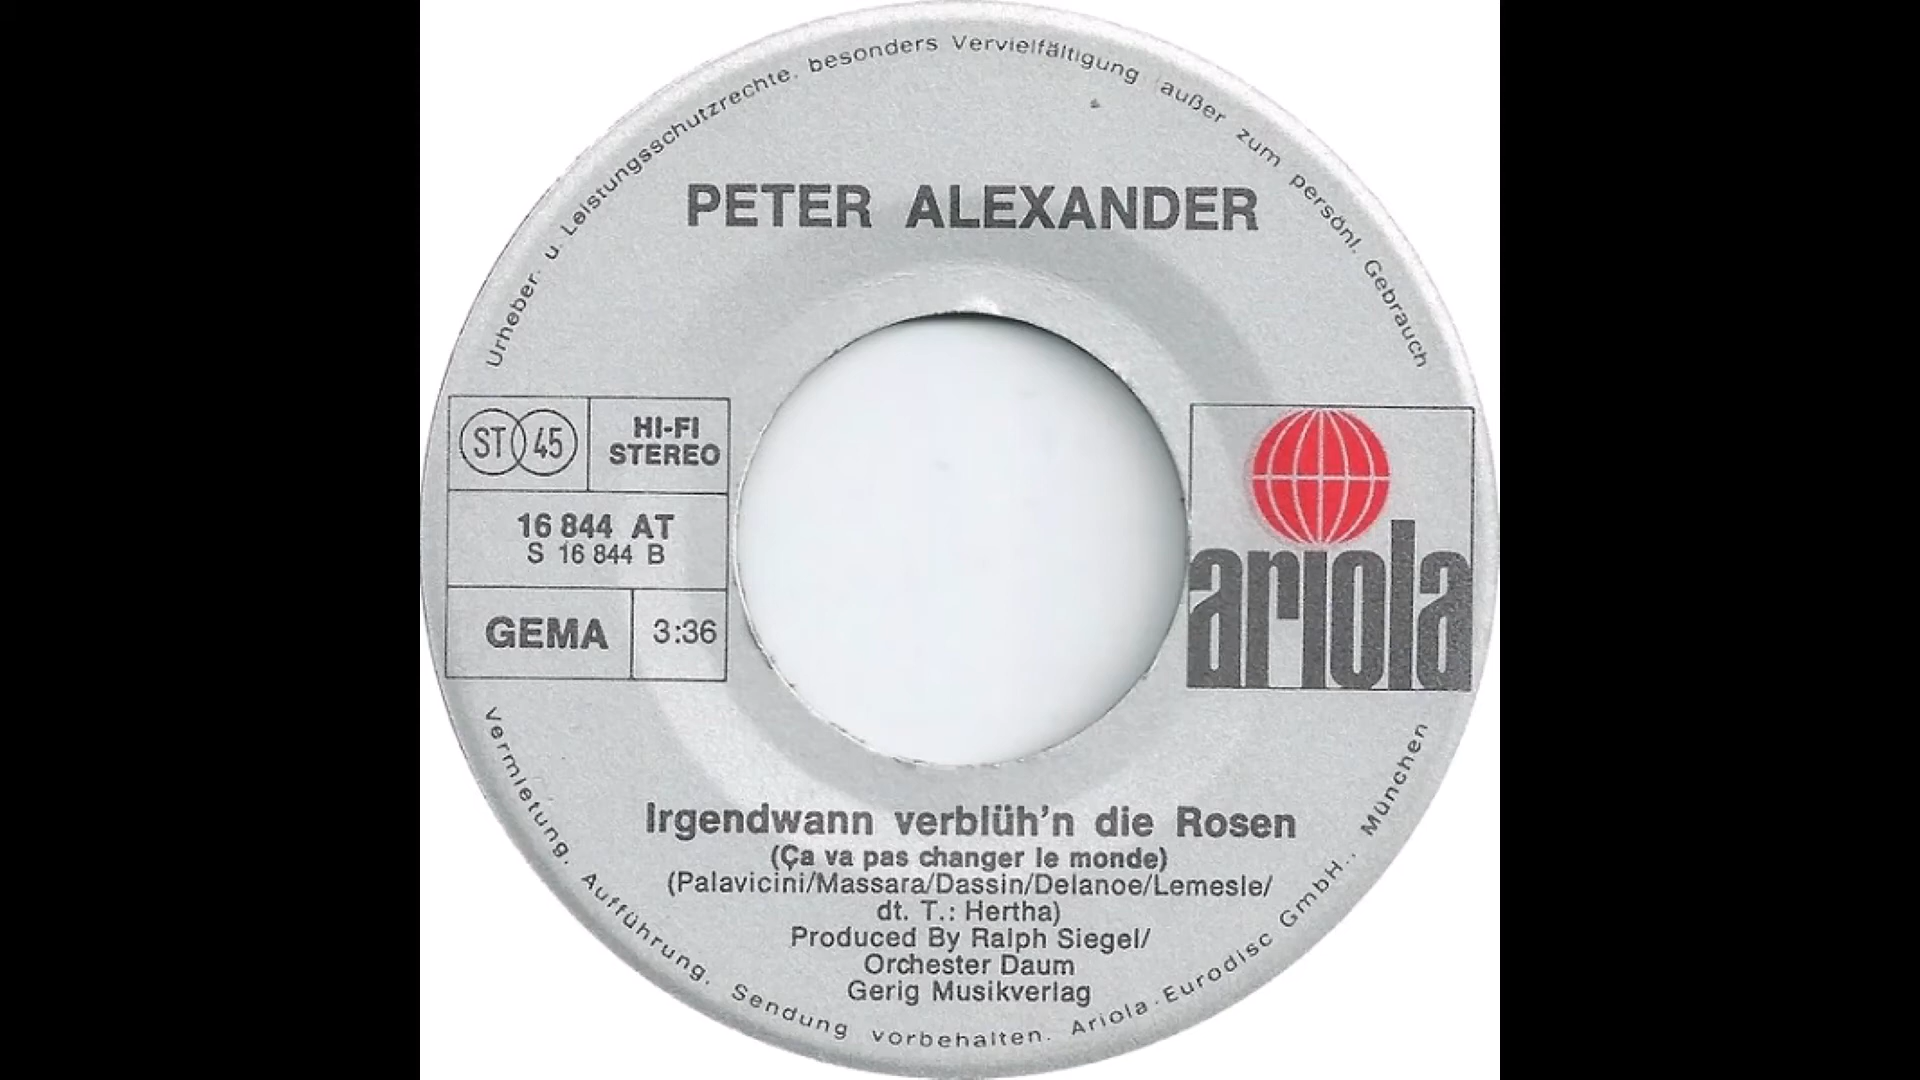 Urheber- u. Leistungsschutzrechte, besonders Vervielfältigung (außer zum persönl. Gebrauch
PETER ALEXANDER
ST 45
HI-FI
STEREO
16 844 AT
S 16 844 B
GEMA
3:36
ariola
Irgendwann verblüh'n die Rosen
(Ça va pas changer le monde)
(Palavicini/Massara/Dassin/Delanoe/Lemesle/
dt. T.: Hertha)
Produced By Ralph Siegel/
Orchester Daum
Gerig Musikverlag
Vermietung, Aufführung, Sendung vorbehalten. Ariola-Eurodisc GmbH., München